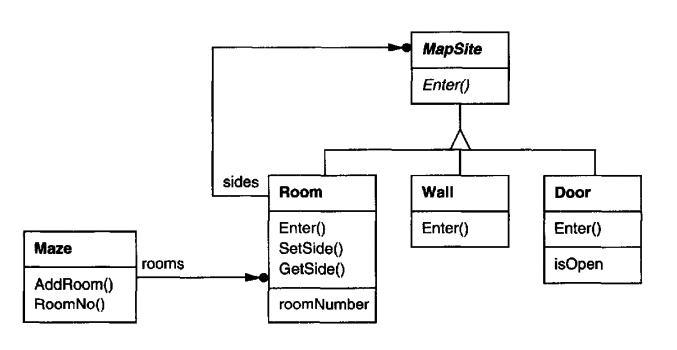 MapSite
Enter()
sides
Room
Enter()
SetSide()
GetSide()
roomNumber
Wall
Enter()
Door
Enter()
isOpen
Maze
AddRoom()
RoomNo()
rooms